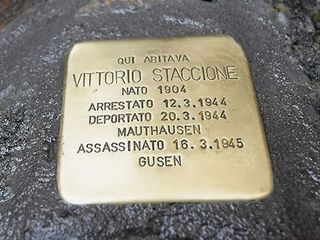 QUI ABITAVA
VITTORIO STACCIONE
NATO 1904
ARRESTATO 12.3.1944
DEPORTATO 20.3.1944
MAUTHAUSEN
ASSASSINATO 16.3.1945
GUSEN